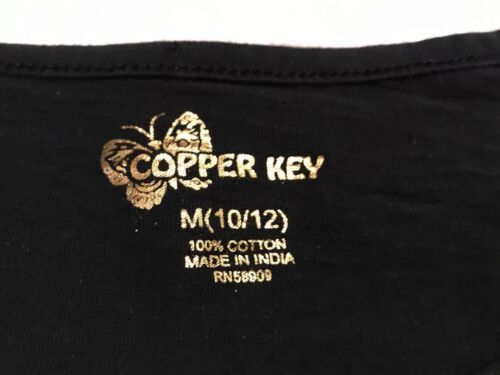 COPPER KEY
M(10/12)
100% COTTON
MADE IN INDIA
RN58909